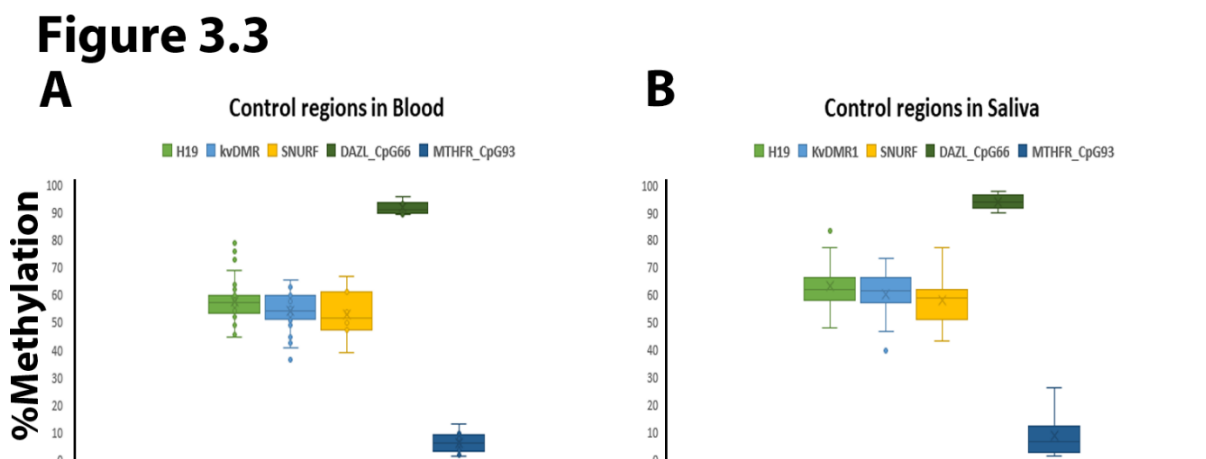 Figure 3.3
A
Control regions in Blood
H19 kvDMR SNURF DAZL_CpG66 MTHFR_CpG93
%Methylation
100
90
80
70
60
50
40
30
20
10
0
B
Control regions in Saliva
H19 KvDMR1 SNURF DAZL_CpG66 MTHFR_CpG93
100
90
80
70
60
50
40
30
20
10
0